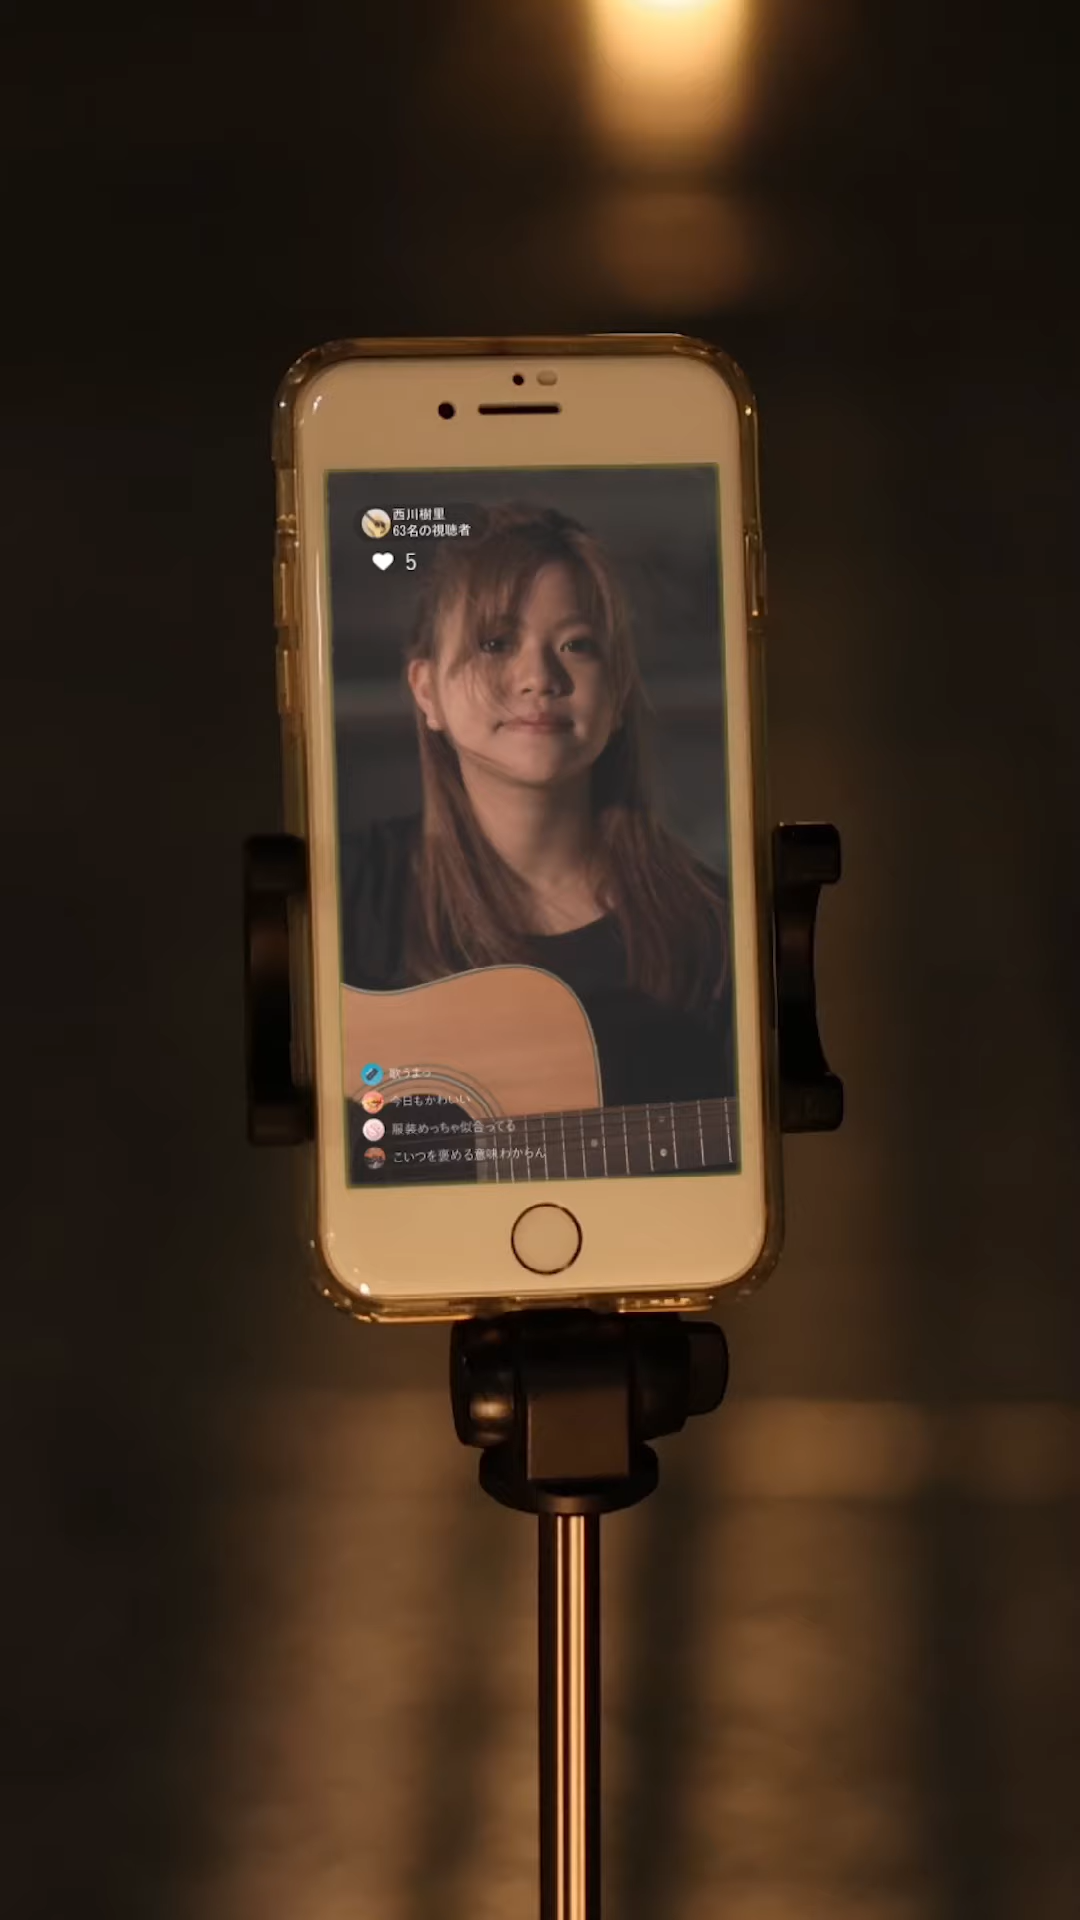 西川樹里
63名の視聴者
5
歌うまっ
今日もかわいい
服装めっちゃ似合ってる
こいつを褒める意味わからん